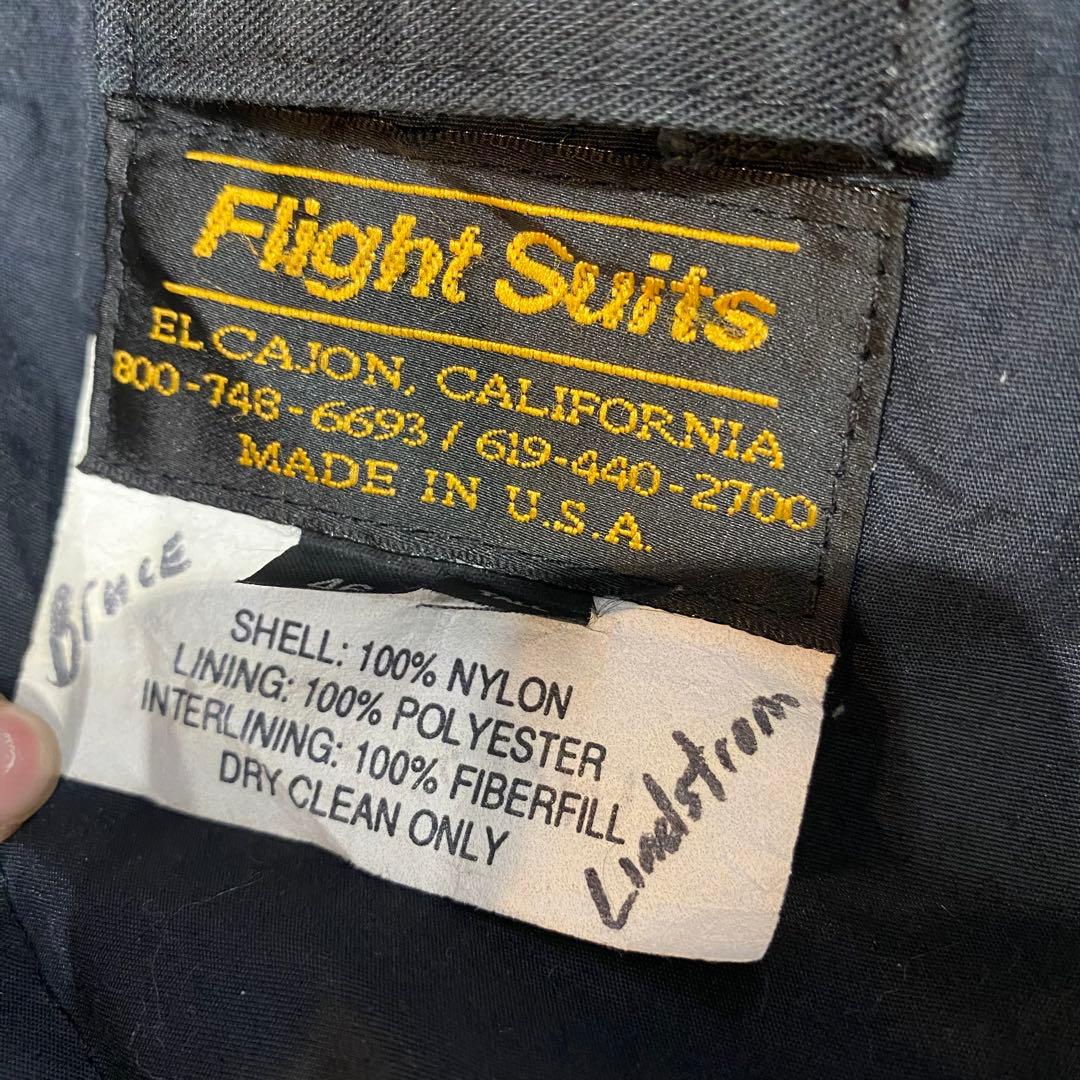 Flight Suits
EL CAJON, CALIFORNIA
800-748-6693 / 619-440-2700
MADE IN U.S.A.
Bruce
SHELL: 100% NYLON
LINING: 100% POLYESTER
INTERLINING: 100% FIBERFILL
DRY CLEAN ONLY
Lindstrom